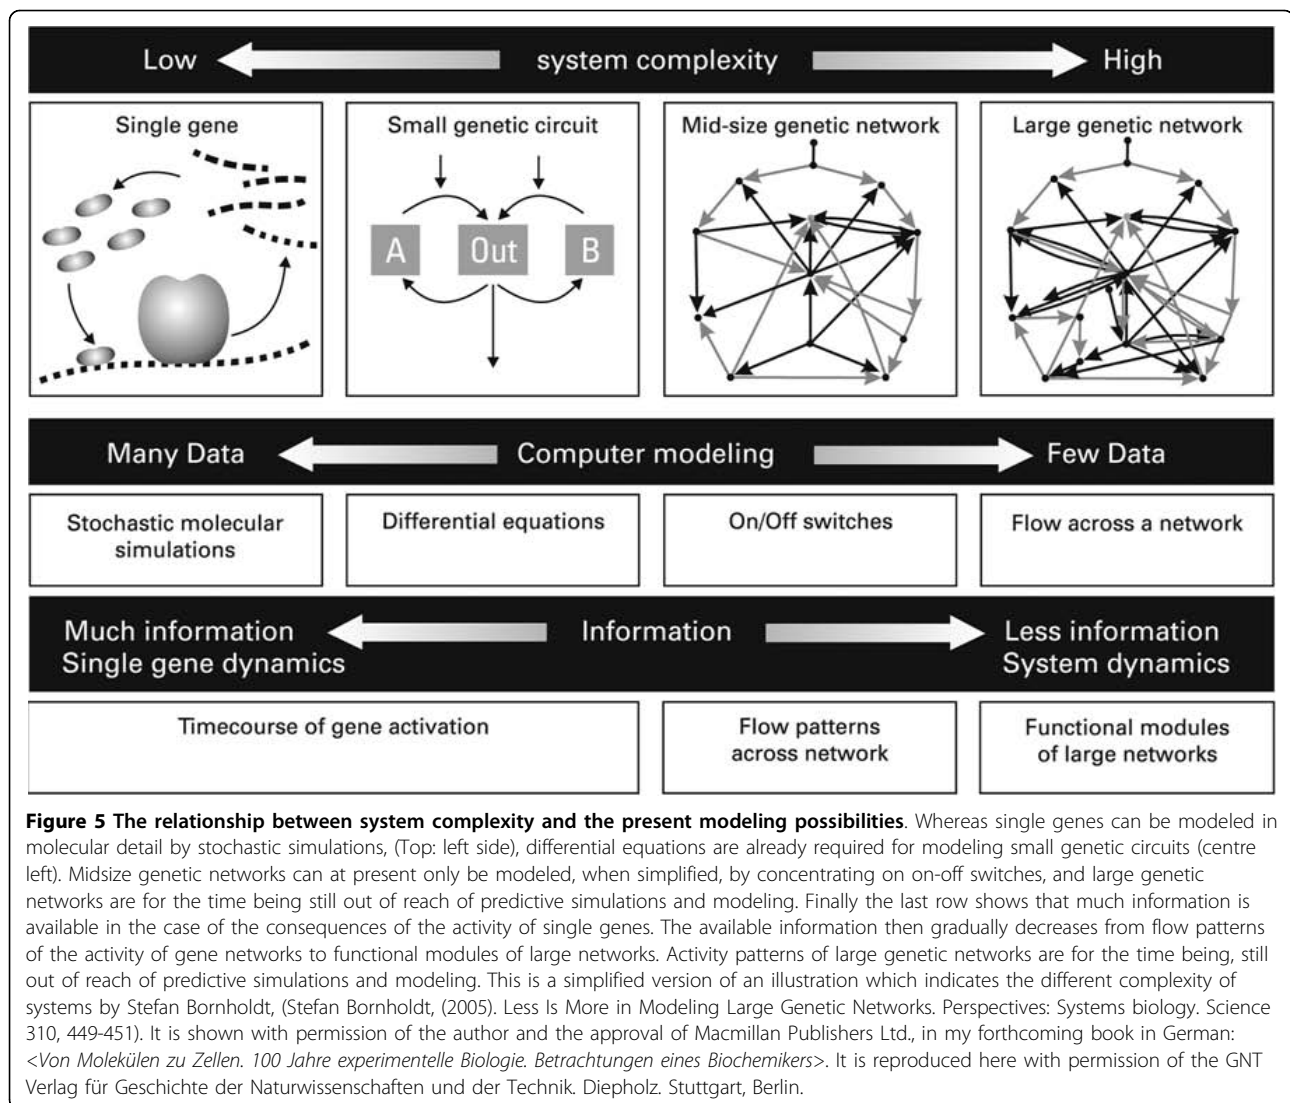 Low system complexity High
Single gene
Small genetic circuit
Mid-size genetic network
Large genetic network
A Out B
Many Data Computer modeling Few Data
Stochastic molecular
simulations
Differential equations
On/Off switches
Flow across a network
Much information
Single gene dynamics
Information
Less information
System dynamics
Timecourse of gene activation
Flow patterns
across network
Functional modules
of large networks
Figure 5 The relationship between system complexity and the present modeling possibilities. Whereas single genes can be modeled in
molecular detail by stochastic simulations, (Top: left side), differential equations are already required for modeling small genetic circuits (centre
left). Midsize genetic networks can at present only be modeled, when simplified, by concentrating on on-off switches, and large genetic
networks are for the time being still out of reach of predictive simulations and modeling. Finally the last row shows that much information is
available in the case of the consequences of the activity of single genes. The available information then gradually decreases from flow patterns
of the activity of gene networks to functional modules of large networks. Activity patterns of large genetic networks are for the time being, still
out of reach of predictive simulations and modeling. This is a simplified version of an illustration which indicates the different complexity of
systems by Stefan Bornholdt, (Stefan Bornholdt, (2005). Less Is More in Modeling Large Genetic Networks. Perspectives: Systems biology. Science
310, 449-451). It is shown with permission of the author and the approval of Macmillan Publishers Ltd., in my forthcoming book in German:
<Von Molekülen zu Zellen. 100 Jahre experimentelle Biologie. Betrachtungen eines Biochemikers>. It is reproduced here with permission of the GNT
Verlag für Geschichte der Naturwissenschaften und der Technik. Diepholz. Stuttgart, Berlin.